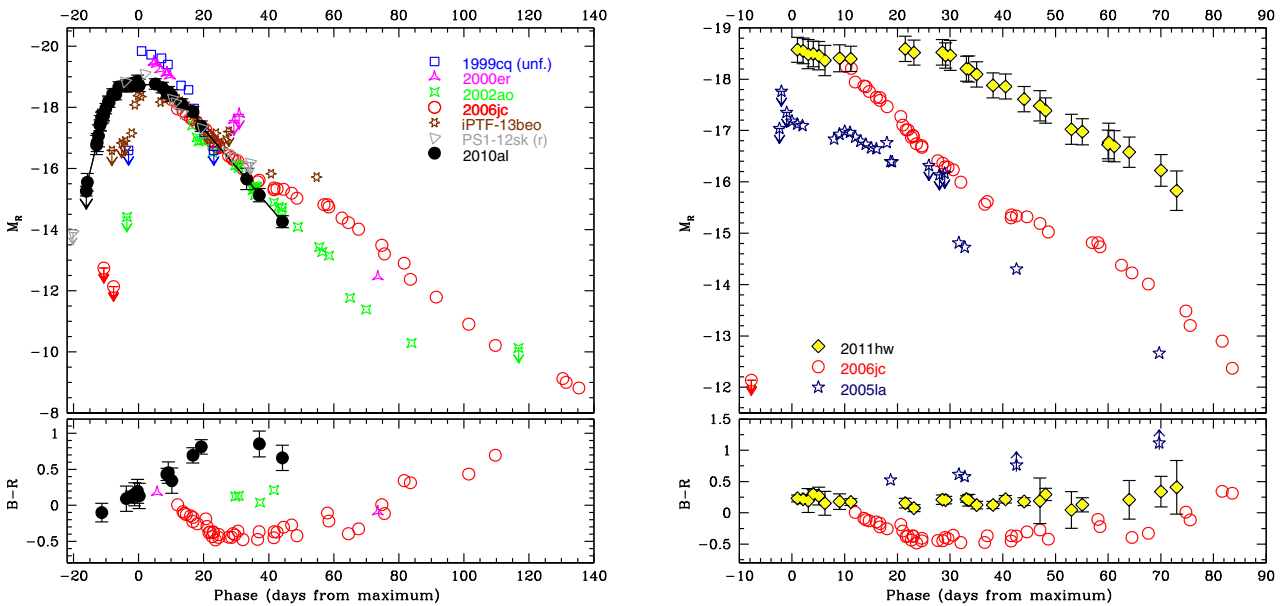 -20
-18
-16
-14
-12
-10
-8
M_R
-20 0 20 40 60 80 100 120 135
1999cq (unf.)
2000er
2002ao
2006jc
iPTF-13beo
PS1-12sk (r)
2010al
1
0.5
0
-0.5
B-R
-20 0 20 40 60 80 100 120 140
Phase (days from maximum)
-10 0 10 20 30 40 50 60 70 80 90
-19
-18
-17
-16
-15
-14
-13
-12
M_R
2011hw
2006jc
2005la
1.5
1
0.5
0
-0.5
B-R
-10 0 10 20 30 40 50 60 70 80 90
Phase (days from maximum)